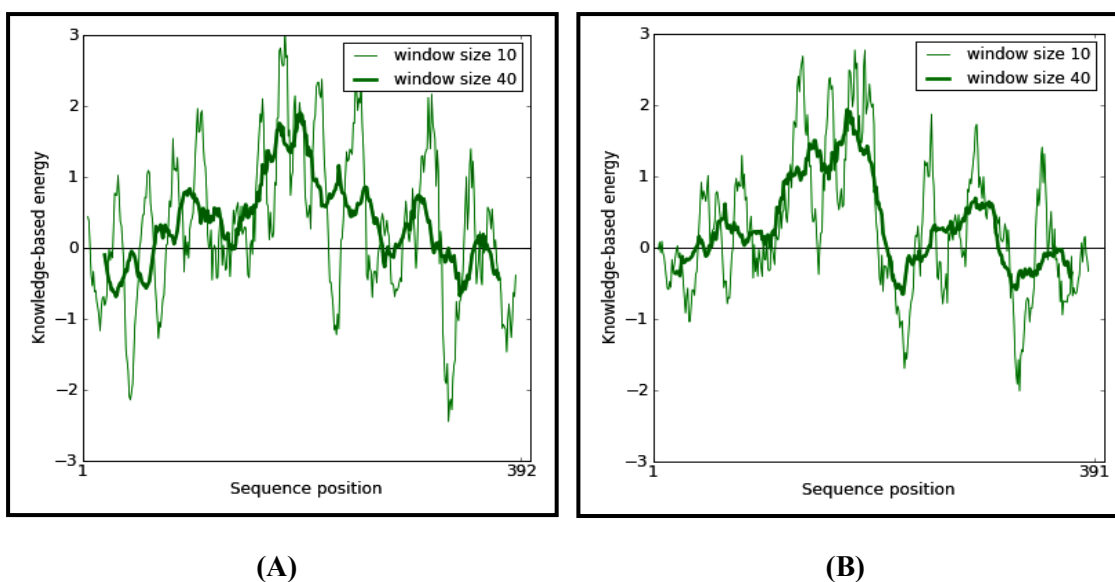 3
2
1
0
−1
−2
−3
Knowledge-based energy
window size 10
window size 40
1
392
Sequence position
3
2
1
0
−1
−2
−3
Knowledge-based energy
window size 10
window size 40
1
391
Sequence position
(A)
(B)